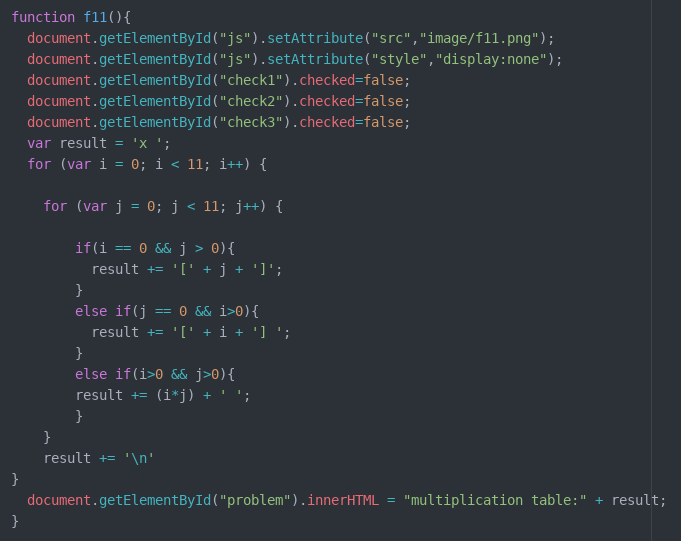 function f11(){
  document.getElementById("js").setAttribute("src","image/f11.png");
  document.getElementById("js").setAttribute("style","display:none");
  document.getElementById("check1").checked=false;
  document.getElementById("check2").checked=false;
  document.getElementById("check3").checked=false;
  var result = 'x ';
  for (var i = 0; i < 11; i++) {
    for (var j = 0; j < 11; j++) {
        if(i == 0 && j > 0){
          result += '[' + j + ']';
        }
        else if(j == 0 && i>0){
          result += '[' + i + '] ';
        }
        else if(i>0 && j>0){
        result += (i*j) + ' ';
        }
    }
    result += '\n'
}
  document.getElementById("problem").innerHTML = "multiplication table:" + result;
}